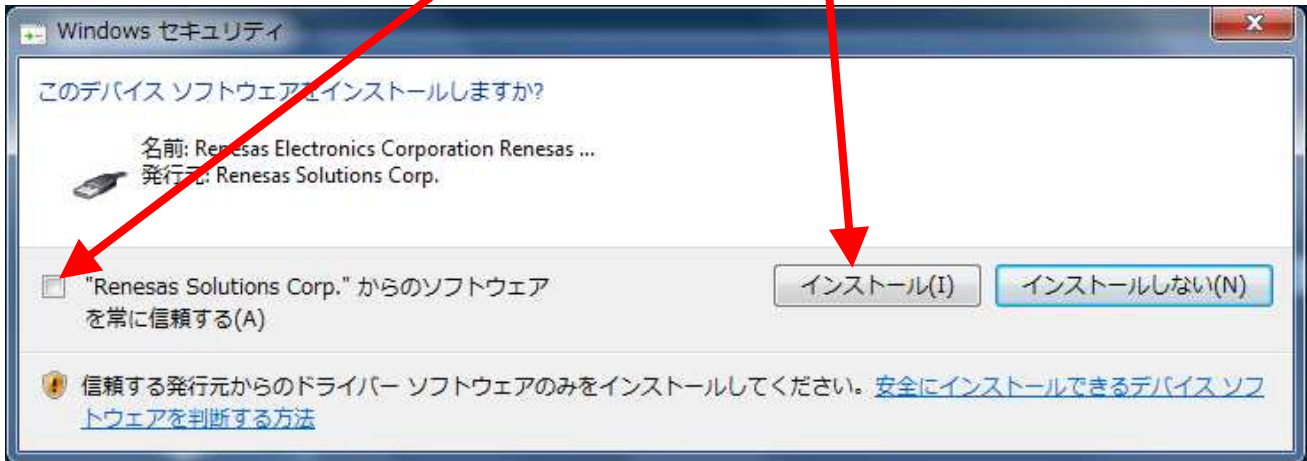 Windows セキュリティ
このデバイス ソフトウェアをインストールしますか?
名前: Renesas Electronics Corporation Renesas ...
発行元: Renesas Solutions Corp.
"Renesas Solutions Corp." からのソフトウェア
を常に信頼する(A)
インストール(I)
インストールしない(N)
信頼する発行元からのドライバー ソフトウェアのみをインストールしてください。安全にインストールできるデバイス ソフ
トウェアを判断する方法